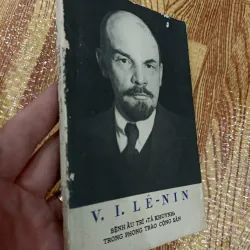 V. I. LÊ-NIN
BỆNH ẤU TRĨ «TẢ KHUYNH»
TRONG PHONG TRÀO CỘNG SẢN